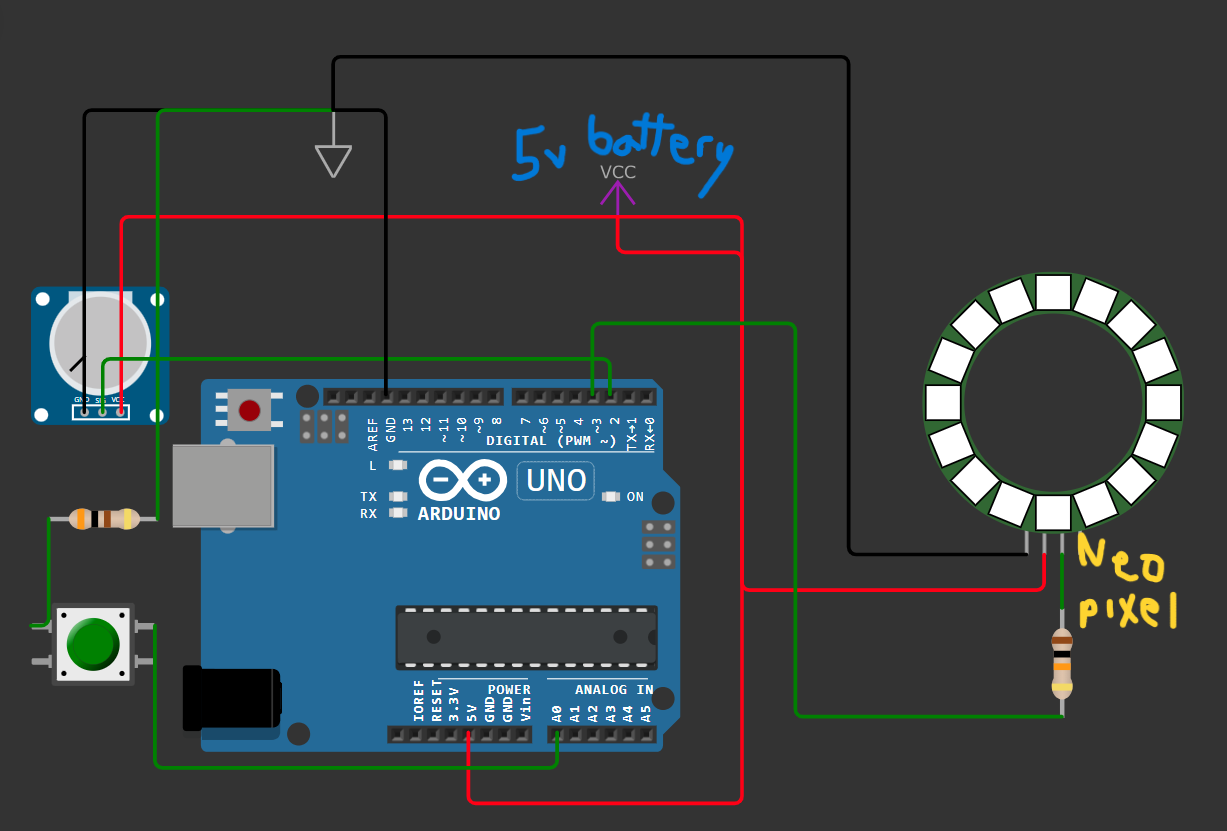 5v battery
VCC
GND SIG VCC
AREF
GND
13
12
~11
~10
~9
8
7
~6
~5
4
~3
2
TX→1
RX←0
DIGITAL (PWM ~)
L
TX
RX
UNO
ON
ARDUINO
Neo
pixel
IOREF
RESET
3.3V
5V
GND
GND
Vin
POWER
ANALOG IN
A0
A1
A2
A3
A4
A5